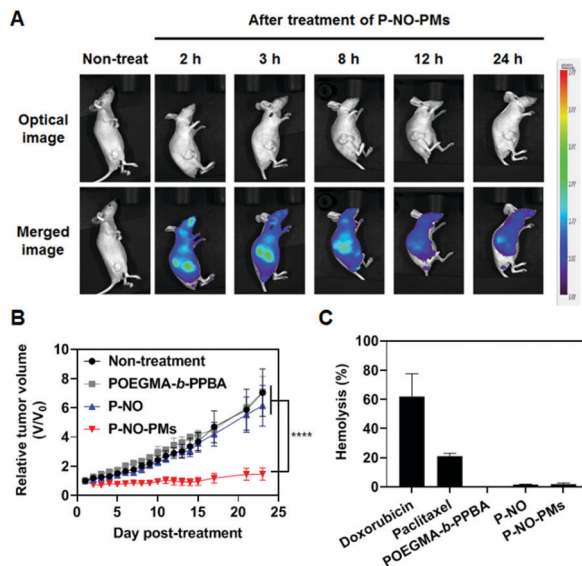 A
After treatment of P-NO-PMs
Non-treat 2 h 3 h 8 h 12 h 24 h
Optical image
Merged image
B
Relative tumor volume (V/V0)
10
8
6
4
2
0
Non-treatment
POEGMA-b-PPBA
P-NO
P-NO-PMs
****
0 5 10 15 20 25
Day post-treatment
C
Hemolysis (%)
100
80
60
40
20
0
Doxorubicin
Paclitaxel
POEGMA-b-PPBA
P-NO
P-NO-PMs